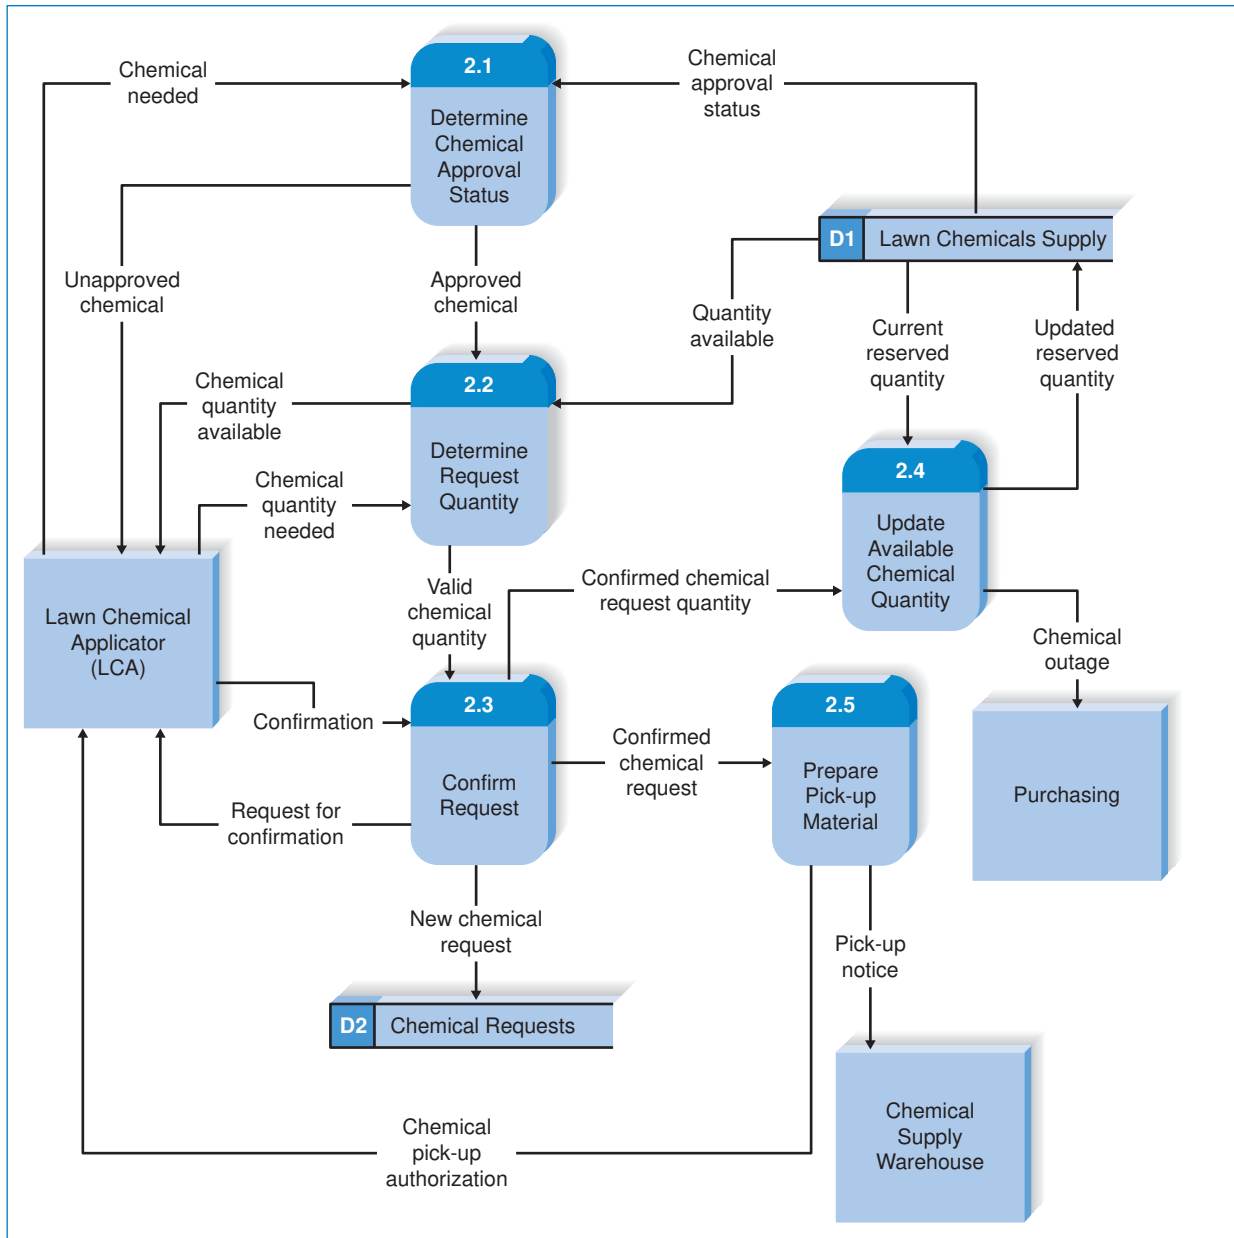 Chemical
needed
2.1
Determine
Chemical
Approval
Status
Chemical
approval
status
D1
Lawn Chemicals Supply
Unapproved
chemical
Approved
chemical
Quantity
available
Current
reserved
quantity
Updated
reserved
quantity
Chemical
quantity
available
2.2
Determine
Request
Quantity
Chemical
quantity
needed
2.4
Update
Available
Chemical
Quantity
Valid
chemical
quantity
Confirmed chemical
request quantity
Lawn Chemical
Applicator
(LCA)
Chemical
outage
Confirmation
2.3
Confirm
Request
Confirmed
chemical
request
2.5
Prepare
Pick-up
Material
Purchasing
Request for
confirmation
New chemical
request
Pick-up
notice
D2
Chemical Requests
Chemical
pick-up
authorization
Chemical
Supply
Warehouse